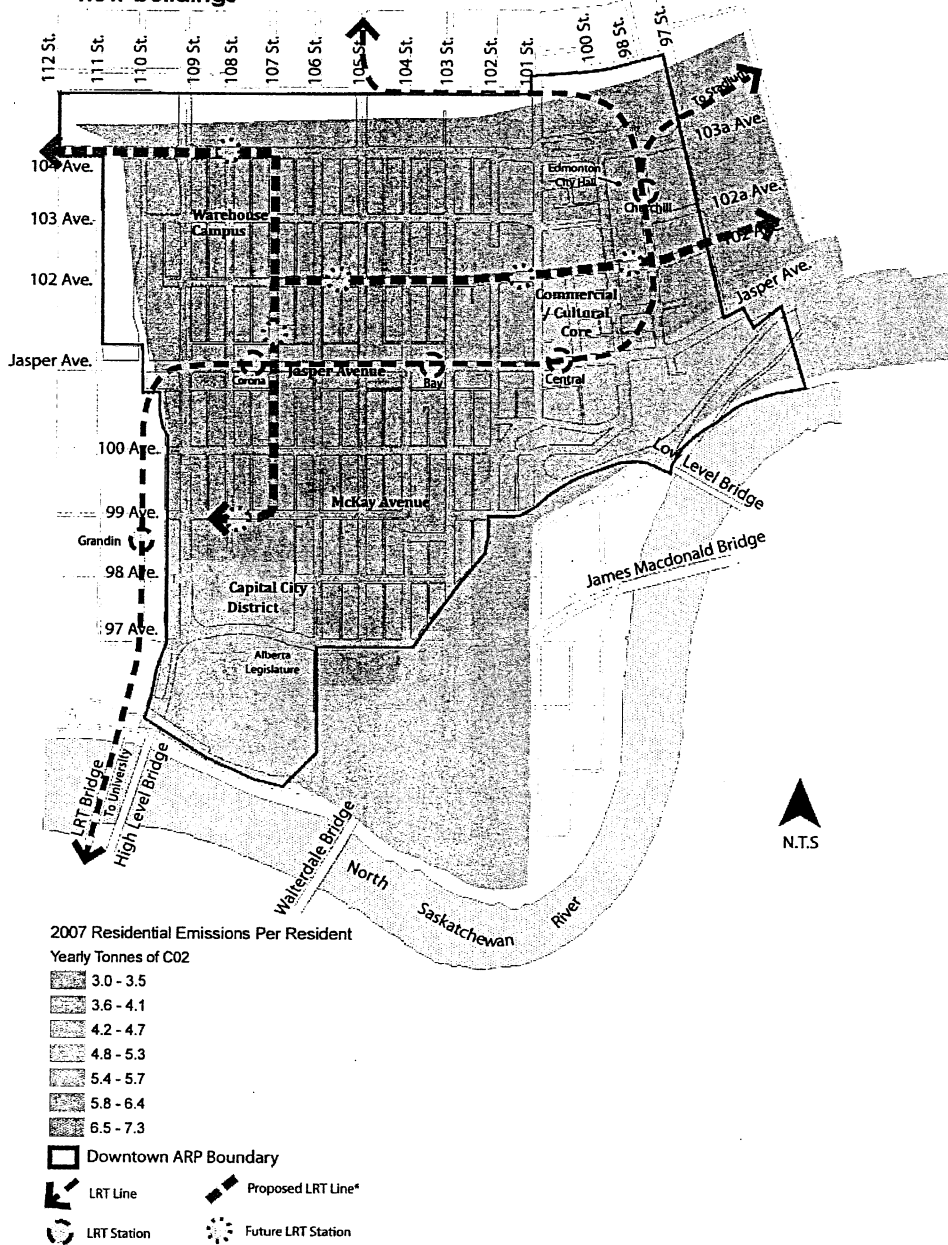 new buildings
112 St.
111 St.
110 St.
109 St.
108 St.
107 St.
106 St.
105 St.
104 St.
103 St.
102 St.
101 St.
100 St.
98 St.
97 St.
To Stadium
103a Ave.
104 Ave.
Edmonton
City Hall
Churchill
102a Ave.
103 Ave.
Warehouse
Campus
102 Ave.
102 Ave.
Commercial
/ Cultural
Core
Jasper Ave.
Jasper Ave.
Corona
Jasper Avenue
Bay
Central
100 Ave.
Low Level Bridge
McKay Avenue
99 Ave.
Grandin
James Macdonald Bridge
98 Ave.
Capital City
District
97 Ave.
Alberta
Legislature
LRT Bridge
To University
High Level Bridge
Walterdale Bridge
North
Saskatchewan
River
N.T.S
2007 Residential Emissions Per Resident
Yearly Tonnes of C02
3.0 - 3.5
3.6 - 4.1
4.2 - 4.7
4.8 - 5.3
5.4 - 5.7
5.8 - 6.4
6.5 - 7.3
Downtown ARP Boundary
LRT Line
Proposed LRT Line*
LRT Station
Future LRT Station